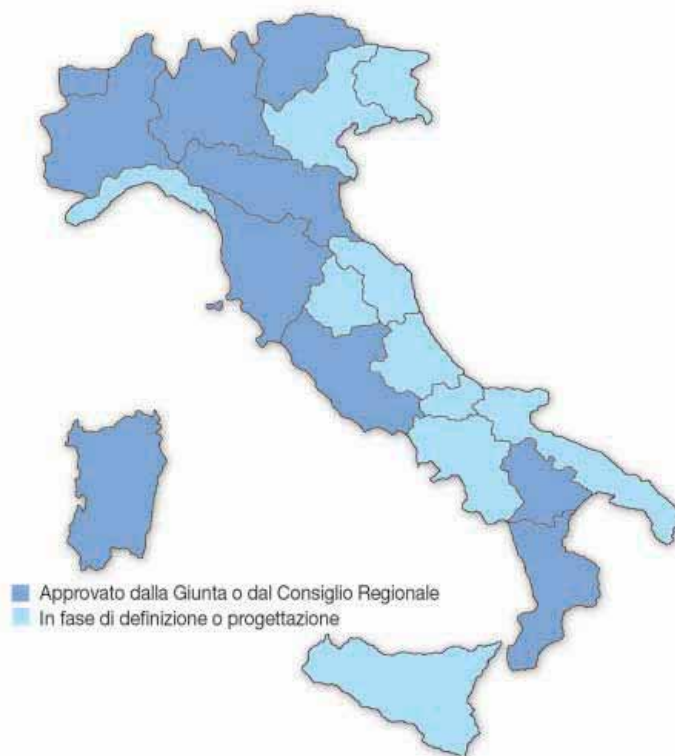 Approvato dalla Giunta o dal Consiglio Regionale
In fase di definizione o progettazione